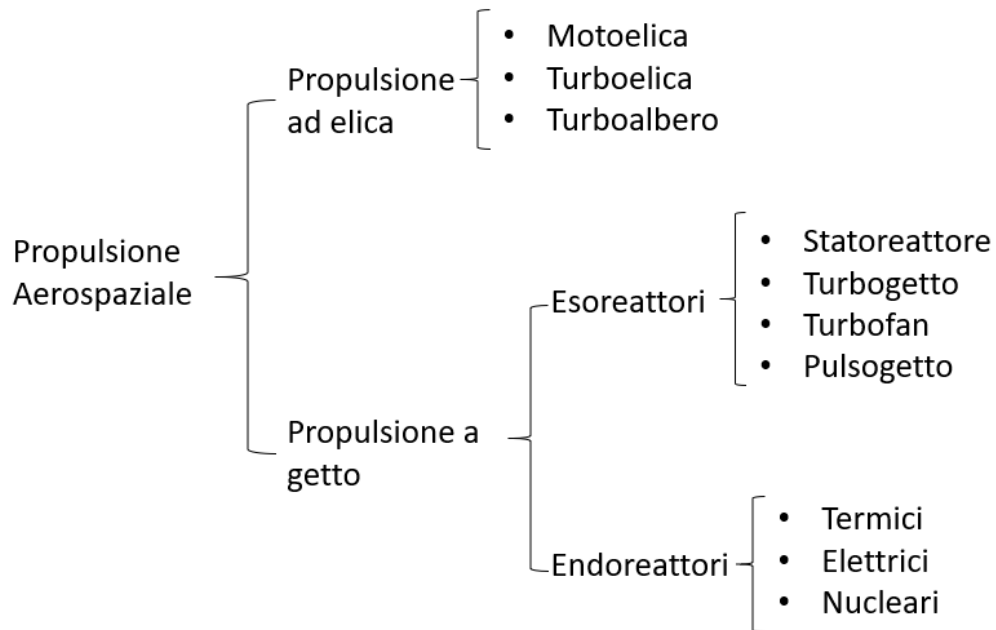 Propulsione
Aerospaziale
Propulsione
ad elica
• Motoelica
• Turboelica
• Turboalbero
Propulsione a
getto
Esoreattori
• Statoreattore
• Turbogetto
• Turbofan
• Pulsogetto
Endoreattori
• Termici
• Elettrici
• Nucleari